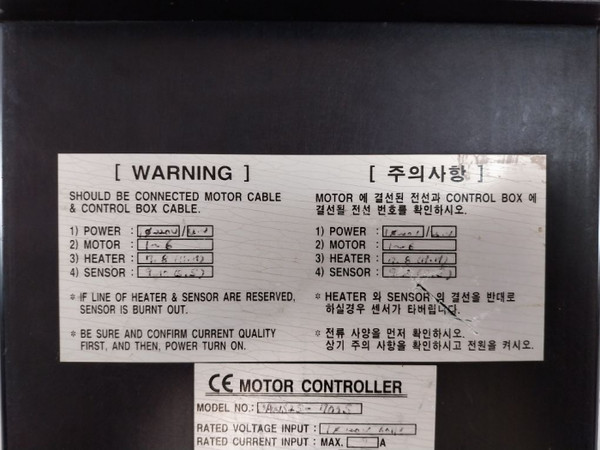 [ WARNING ]
SHOULD BE CONNECTED MOTOR CABLE
& CONTROL BOX CABLE.
1) POWER :
2) MOTOR : 1~6
3) HEATER :
4) SENSOR :
* IF LINE OF HEATER & SENSOR ARE RESERVED,
SENSOR IS BURNT OUT.
* BE SURE AND CONFIRM CURRENT QUALITY
FIRST, AND THEN, POWER TURN ON.
[ 주의사항 ]
MOTOR 에 결선된 전선과 CONTROL BOX 에
결선될 전선 번호를 확인하시오.
1) POWER :
2) MOTOR : 1~6
3) HEATER :
4) SENSOR :
* HEATER 와 SENSOR 의 결선을 반대로
하실경우 센서가 타버립니다.
* 전류 사양을 먼저 확인하시오.
상기 주의 사항을 확인하시고 전원을 켜시오.
CE MOTOR CONTROLLER
MODEL NO.:
RATED VOLTAGE INPUT :
RATED CURRENT INPUT : MAX. A